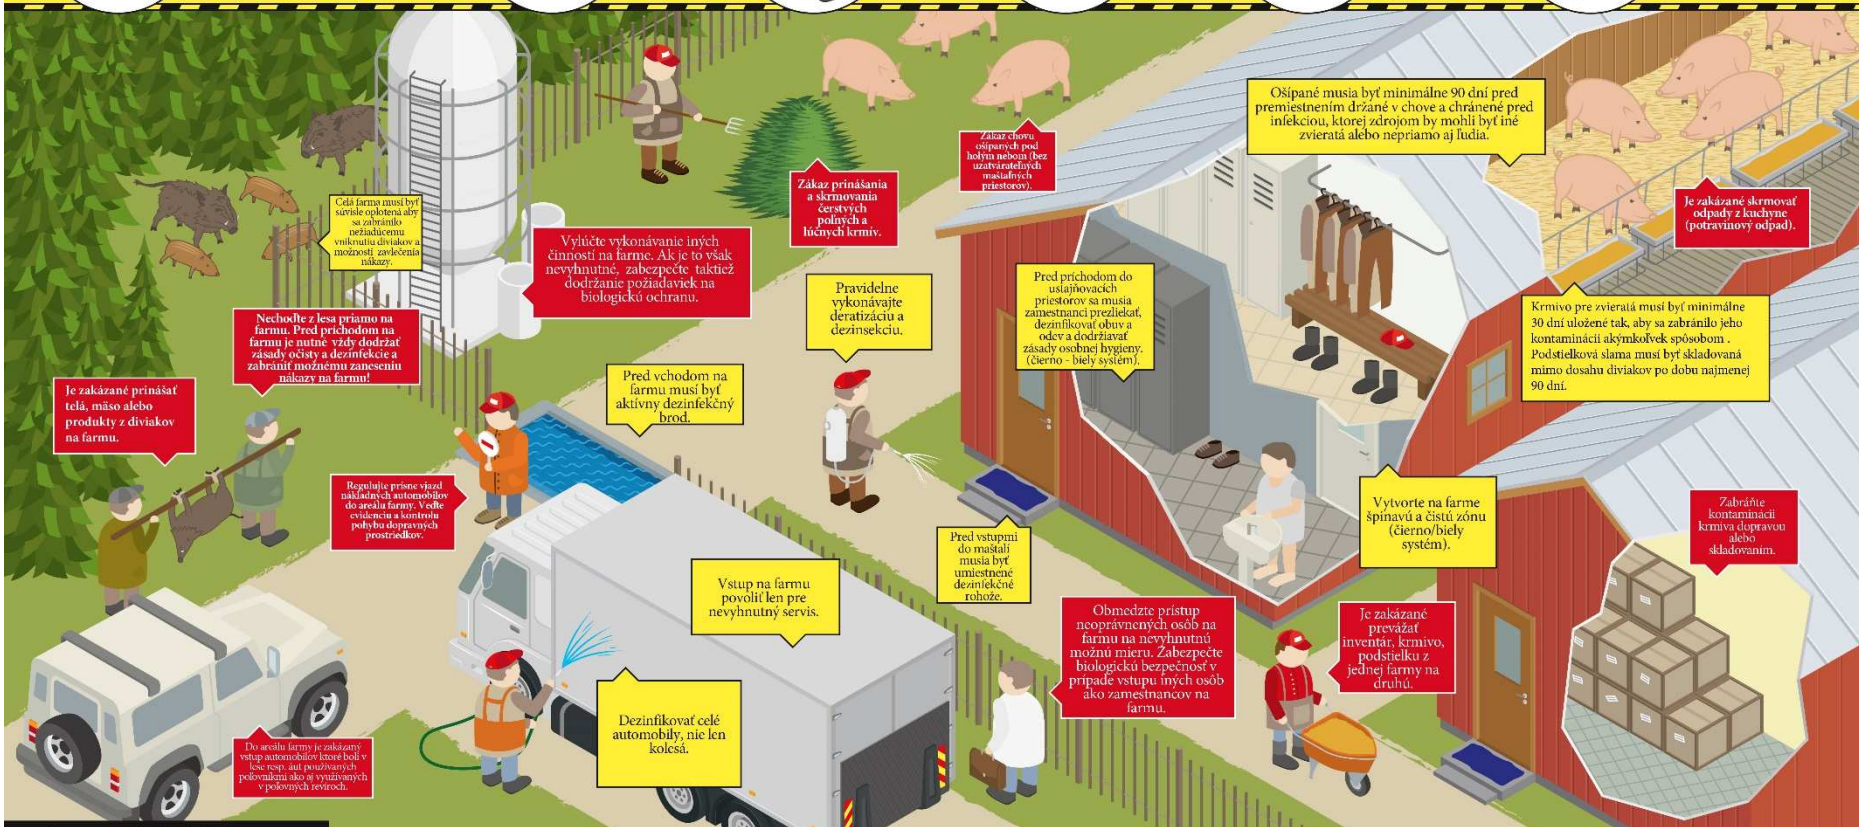 Ošípané musia byť minimálne 90 dní pred
premiestnením držané v chove a chránené pred
infekciou, ktorej zdrojom by mohli byť iné
zvieratá alebo nepriamo aj ľudia.
Zákaz chovu
ošípaných pod
holým nebom (bez
uzatvárateľných
maštaľných
priestorov).
Zákaz prinášania
a skrmovania
čerstvých
poľných a
lúčnych krmív.
Je zakázané skrmovať
odpady z kuchyne
(potravinový odpad).
Celá farma musí byť
súvisle oplotená aby
sa zabránilo
nežiadúcemu
vniknutiu diviakov a
možnosti zavlečenia
nákazy.
Vylúčte vykonávanie iných
činností na farme. Ak je to však
nevyhnutné, zabezpečte taktiež
dodržanie požiadaviek na
biologickú ochranu.
Pravidelne
vykonávajte
deratizáciu a
dezinsekciu.
Pred príchodom do
ustajňovacích
priestorov sa musia
zamestnanci prezliekať,
dezinfikovať obuv a
odev a dodržiavať
zásady osobnej hygieny.
(čierno - biely systém).
Krmivo pre zvieratá musí byť minimálne
30 dní uložené tak, aby sa zabránilo jeho
kontaminácii akýmkoľvek spôsobom .
Podstielková slama musí byť skladovaná
mimo dosahu diviakov po dobu najmenej
90 dní.
Nechoďte z lesa priamo na
farmu. Pred príchodom na
farmu je nutné vždy dodržať
zásady očisty a dezinfekcie a
zabrániť možnému zaneseniu
nákazy na farmu!
Je zakázané prinášať
telá, mäso alebo
produkty z diviakov
na farmu.
Pred vchodom na
farmu musí byť
aktívny dezinfekčný
brod.
Regulujte prísne vjazd
nákladných automobilov
do areálu farmy. Veďte
evidenciu a kontrolu
pohybu dopravných
prostriedkov.
Vytvorte na farme
špinavú a čistú zónu
(čierno/biely
systém).
Zabráňte
kontaminácii
krmiva dopravou
alebo
skladovaním.
Pred vstupmi
do maštalí
musia byť
umiestnené
dezinfekčné
rohože.
Vstup na farmu
povoliť len pre
nevyhnutný servis.
Obmedzte prístup
neoprávnených osôb na
farmu na nevyhnutnú
možnú mieru. Zabezpečte
biologickú bezpečnosť v
prípade vstupu iných osôb
ako zamestnancov na
farmu.
Je zakázané
prevážať
inventár, krmivo,
podstielku z
jednej farmy na
druhú.
Dezinfikovať celé
automobily, nie len
kolesá.
Do areálu farmy je zakázaný
vstup automobilov ktoré boli v
lese resp. áut používaných
poľovníkmi ako aj využívaných
v poľovných revíroch.